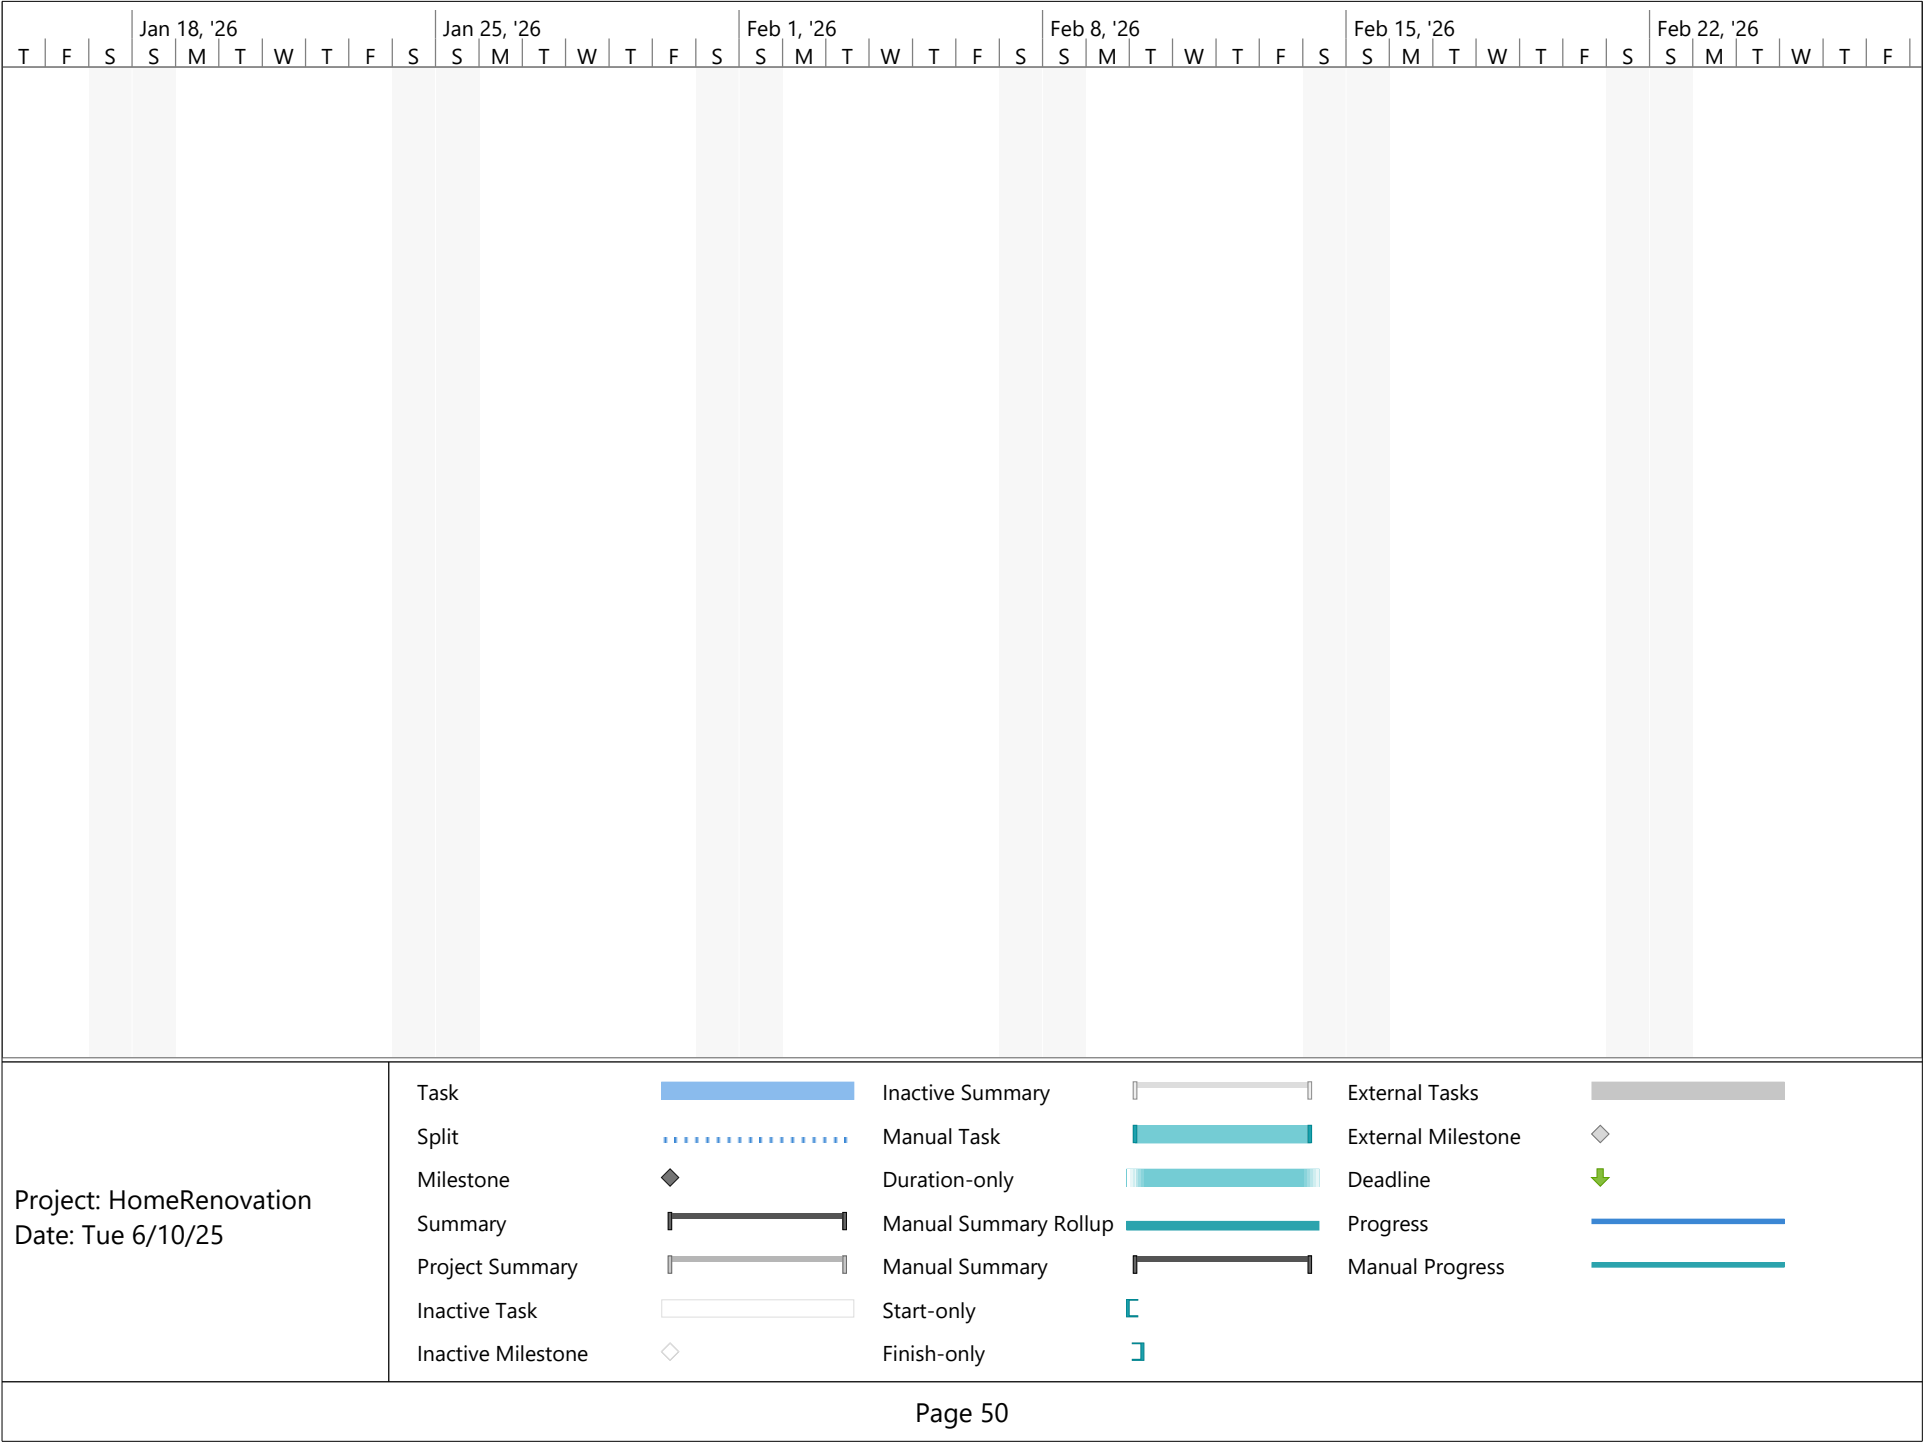 Jan 18, '26 Jan 25, '26 Feb 1, '26 Feb 8, '26 Feb 15, '26 Feb 22, '26
T F S S M T W T F S S M T W T F S S M T W T F S S M T W T F S S M T W T F S S M T W T F
Task Inactive Summary External Tasks
Split Manual Task External Milestone
Milestone Duration-only Deadline
Summary Manual Summary Rollup Progress
Project Summary Manual Summary Manual Progress
Inactive Task Start-only
Inactive Milestone Finish-only
Project: HomeRenovation
Date: Tue 6/10/25
Page 50